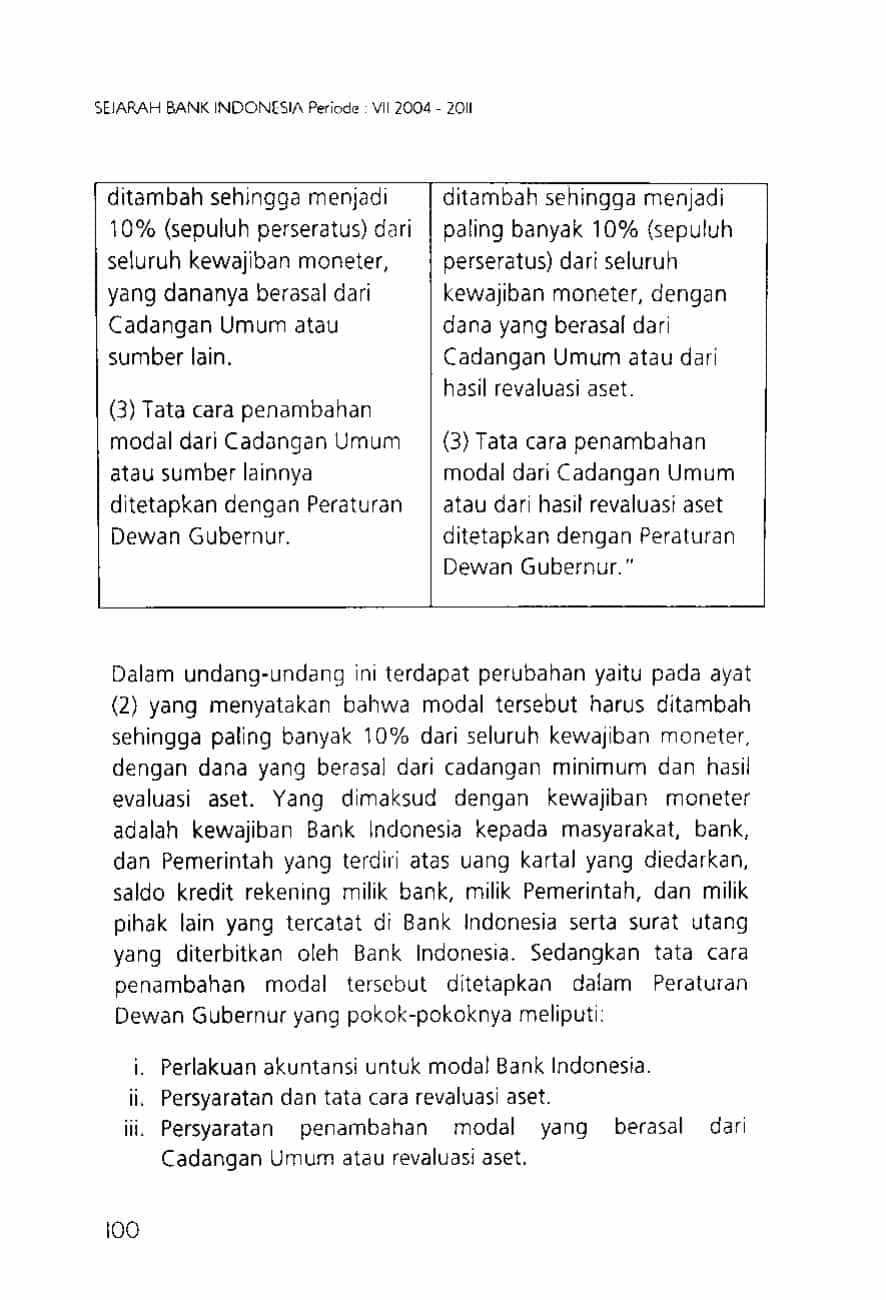 SEJARAH BANK INDONESIA Periode : VII 2004 - 2011
ditambah sehingga menjadi
10% (sepuluh perseratus) dari
seluruh kewajiban moneter,
yang dananya berasal dari
Cadangan Umum atau
sumber lain.
(3) Tata cara penambahan
modal dari Cadangan Umum
atau sumber lainnya
ditetapkan dengan Peraturan
Dewan Gubernur.
ditambah sehingga menjadi
paling banyak 10% (sepuluh
perseratus) dari seluruh
kewajiban moneter, dengan
dana yang berasal dari
Cadangan Umum atau dari
hasil revaluasi aset.
(3) Tata cara penambahan
modal dari Cadangan Umum
atau dari hasil revaluasi aset
ditetapkan dengan Peraturan
Dewan Gubernur."
Dalam undang-undang ini terdapat perubahan yaitu pada ayat
(2) yang menyatakan bahwa modal tersebut harus ditambah
sehingga paling banyak 10% dari seluruh kewajiban moneter,
dengan dana yang berasal dari cadangan minimum dan hasil
evaluasi aset. Yang dimaksud dengan kewajiban moneter
adalah kewajiban Bank Indonesia kepada masyarakat, bank,
dan Pemerintah yang terdiri atas uang kartal yang diedarkan,
saldo kredit rekening milik bank, milik Pemerintah, dan milik
pihak lain yang tercatat di Bank Indonesia serta surat utang
yang diterbitkan oleh Bank Indonesia. Sedangkan tata cara
penambahan modal tersebut ditetapkan dalam Peraturan
Dewan Gubernur yang pokok-pokoknya meliputi:
i. Perlakuan akuntansi untuk modal Bank Indonesia.
ii. Persyaratan dan tata cara revaluasi aset.
iii. Persyaratan penambahan modal yang berasal dari
Cadangan Umum atau revaluasi aset.
100